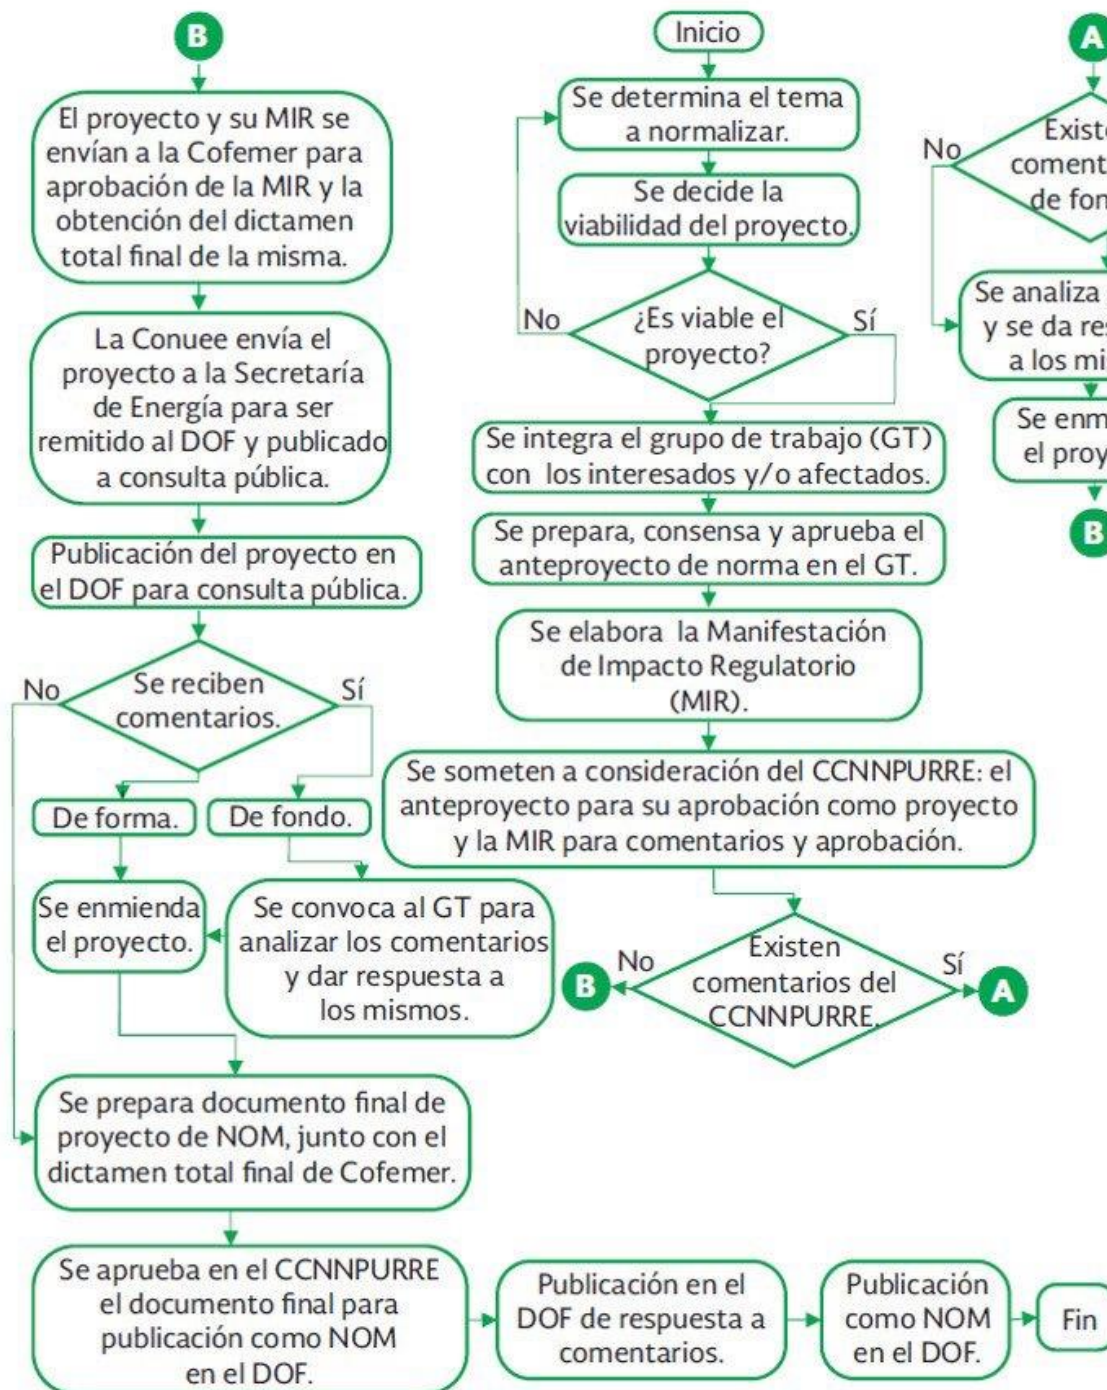 B
El proyecto y su MIR se
envían a la Cofemer para
aprobación de la MIR y la
obtención del dictamen
total final de la misma.
La Conuee envía el
proyecto a la Secretaría
de Energía para ser
remitido al DOF y publicado
a consulta pública.
Publicación del proyecto en
el DOF para consulta pública.
No
Se reciben
comentarios.
Sí
De forma.
De fondo.
Se enmienda
el proyecto.
Se convoca al GT para
analizar los comentarios
y dar respuesta a
los mismos.
Se prepara documento final de
proyecto de NOM, junto con el
dictamen total final de Cofemer.
Se aprueba en el CCNNPURRE
el documento final para
publicación como NOM
en el DOF.
Publicación en el
DOF de respuesta a
comentarios.
Publicación
como NOM
en el DOF.
Fin
Inicio
Se determina el tema
a normalizar.
Se decide la
viabilidad del proyecto.
No
¿Es viable el
proyecto?
Sí
Se integra el grupo de trabajo (GT)
con los interesados y/o afectados.
Se prepara, consensa y aprueba el
anteproyecto de norma en el GT.
Se elabora la Manifestación
de Impacto Regulatorio
(MIR).
Se someten a consideración del CCNNPURRE: el
anteproyecto para su aprobación como proyecto
y la MIR para comentarios y aprobación.
B
No
Existen
comentarios del
CCNNPURRE.
Sí
A
A
No
de
Se analiza
y se da
a los
Se
el
B